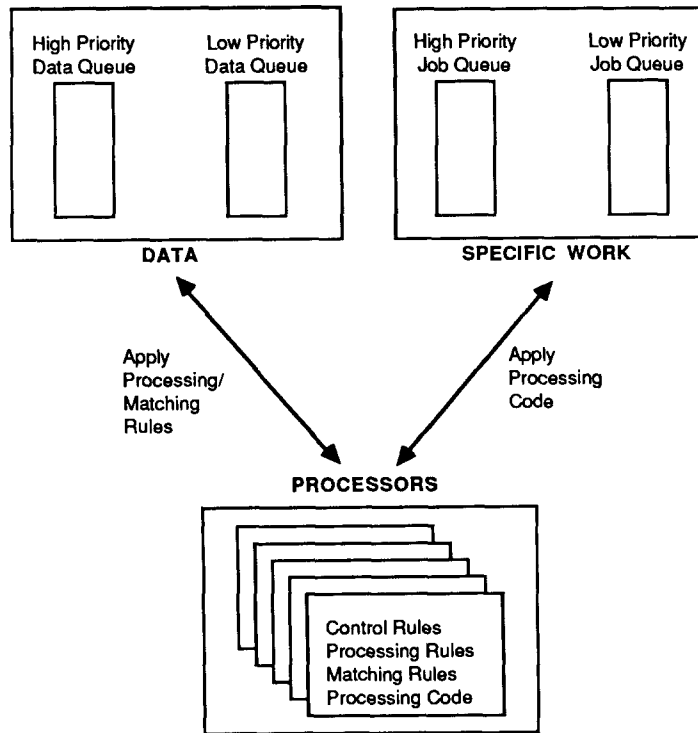 High Priority
Data Queue
Low Priority
Data Queue
DATA
High Priority
Job Queue
Low Priority
Job Queue
SPECIFIC WORK
Apply
Processing/
Matching
Rules
Apply
Processing
Code
PROCESSORS
Control Rules
Processing Rules
Matching Rules
Processing Code